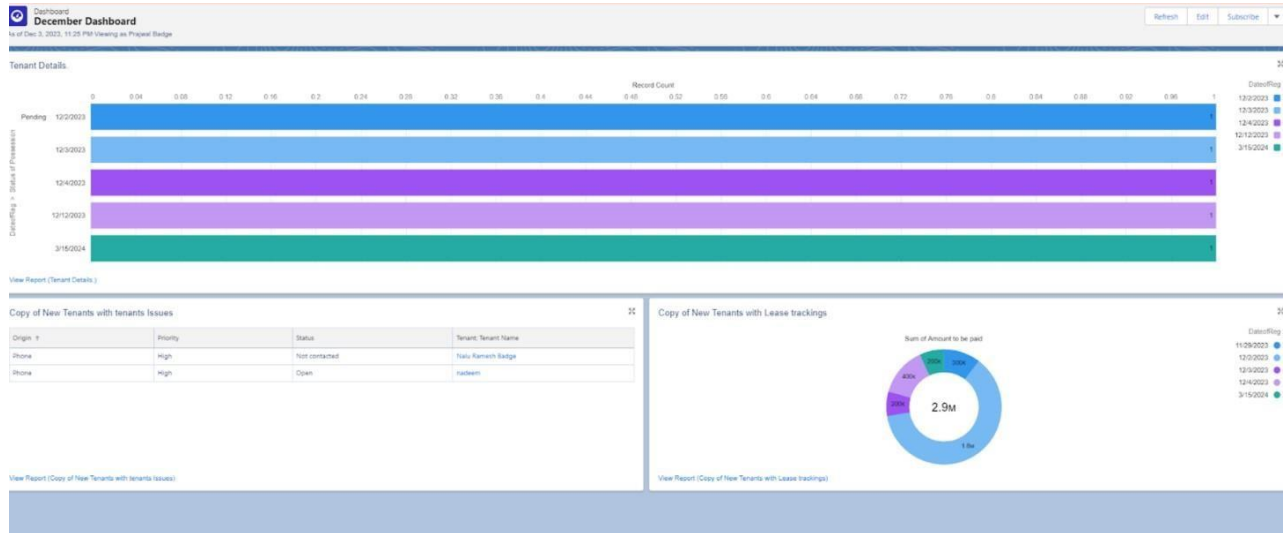 Dashboard
December Dashboard
As of Dec 3, 2023, 11:25 PM Viewing as Prajwal Badge
Refresh Edit Subscribe
Tenant Details
Record Count
0 0.04 0.08 0.12 0.16 0.2 0.24 0.28 0.32 0.36 0.4 0.44 0.48 0.52 0.56 0.6 0.64 0.68 0.72 0.76 0.8 0.84 0.88 0.92 0.96 1
DateofReg > Status of Possession
Pending 12/2/2023 1
12/3/2023 1
12/4/2023 1
12/12/2023 1
3/15/2024 1
DateofReg
12/2/2023
12/3/2023
12/4/2023
12/12/2023
3/15/2024
View Report (Tenant Details )
Copy of New Tenants with tenants Issues
Origin ↑ Priority Status Tenant: Tenant Name
Phone High Not contacted Nalu Ramesh Badge
Phone High Open nadeem
View Report (Copy of New Tenants with tenants Issues)
Copy of New Tenants with Lease trackings
Sum of Amount to be paid
200k 300k
400k
200k
2.9M
1.8M
DateofReg
11/29/2023
12/2/2023
12/3/2023
12/4/2023
3/15/2024
View Report (Copy of New Tenants with Lease trackings)